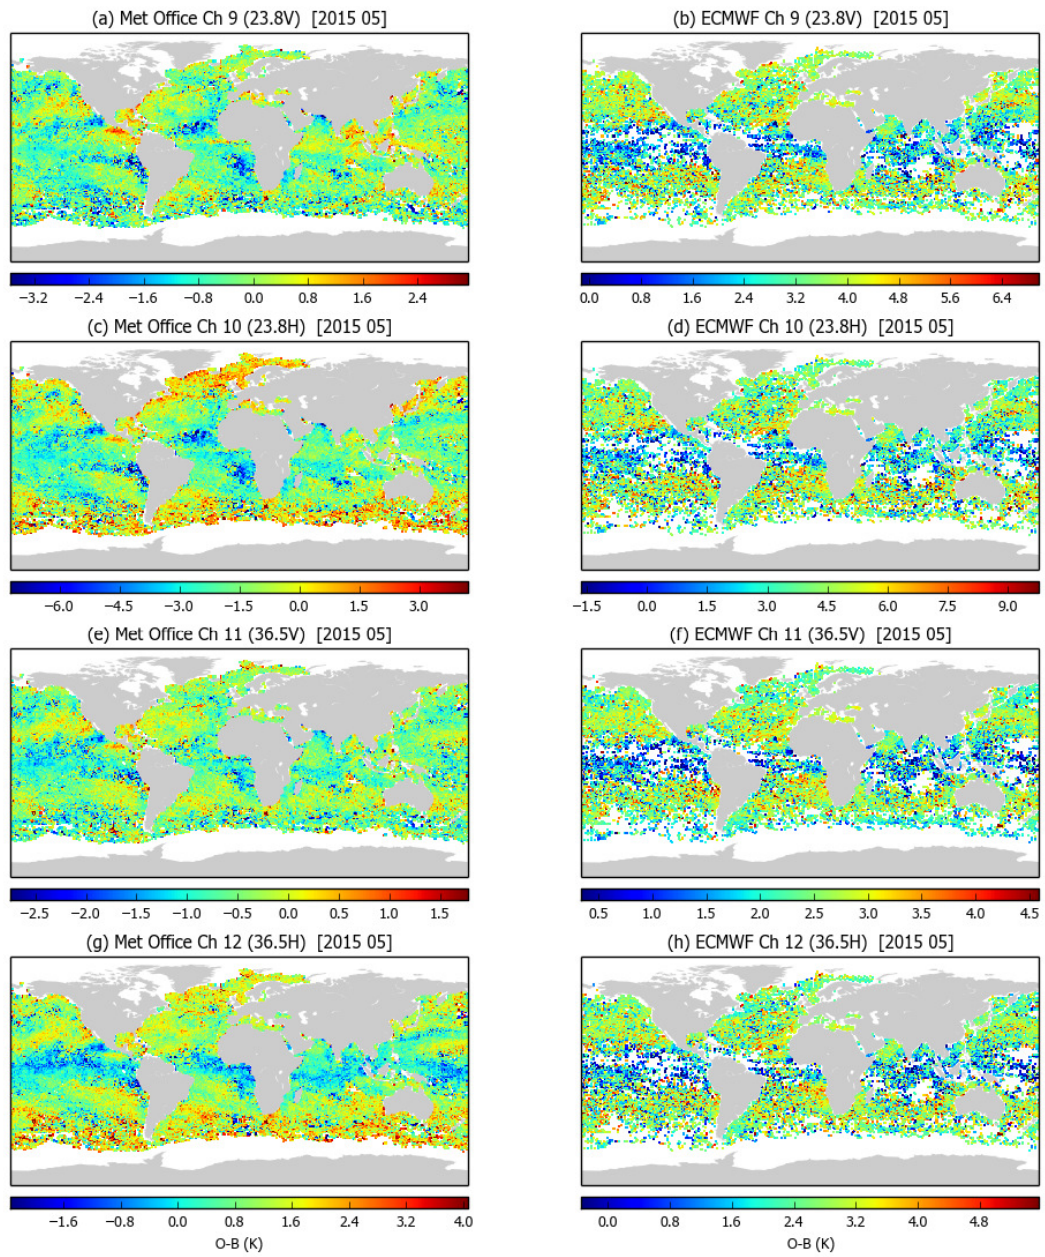 (a) Met Office Ch 9 (23.8V) [2015 05]
(b) ECMWF Ch 9 (23.8V) [2015 05]
−3.2 −2.4 −1.6 −0.8 0.0 0.8 1.6 2.4
0.0 0.8 1.6 2.4 3.2 4.0 4.8 5.6 6.4
(c) Met Office Ch 10 (23.8H) [2015 05]
(d) ECMWF Ch 10 (23.8H) [2015 05]
−6.0 −4.5 −3.0 −1.5 0.0 1.5 3.0
−1.5 0.0 1.5 3.0 4.5 6.0 7.5 9.0
(e) Met Office Ch 11 (36.5V) [2015 05]
(f) ECMWF Ch 11 (36.5V) [2015 05]
−2.5 −2.0 −1.5 −1.0 −0.5 0.0 0.5 1.0 1.5
0.5 1.0 1.5 2.0 2.5 3.0 3.5 4.0 4.5
(g) Met Office Ch 12 (36.5H) [2015 05]
(h) ECMWF Ch 12 (36.5H) [2015 05]
−1.6 −0.8 0.0 0.8 1.6 2.4 3.2 4.0
0.0 0.8 1.6 2.4 3.2 4.0 4.8
O-B (K)
O-B (K)